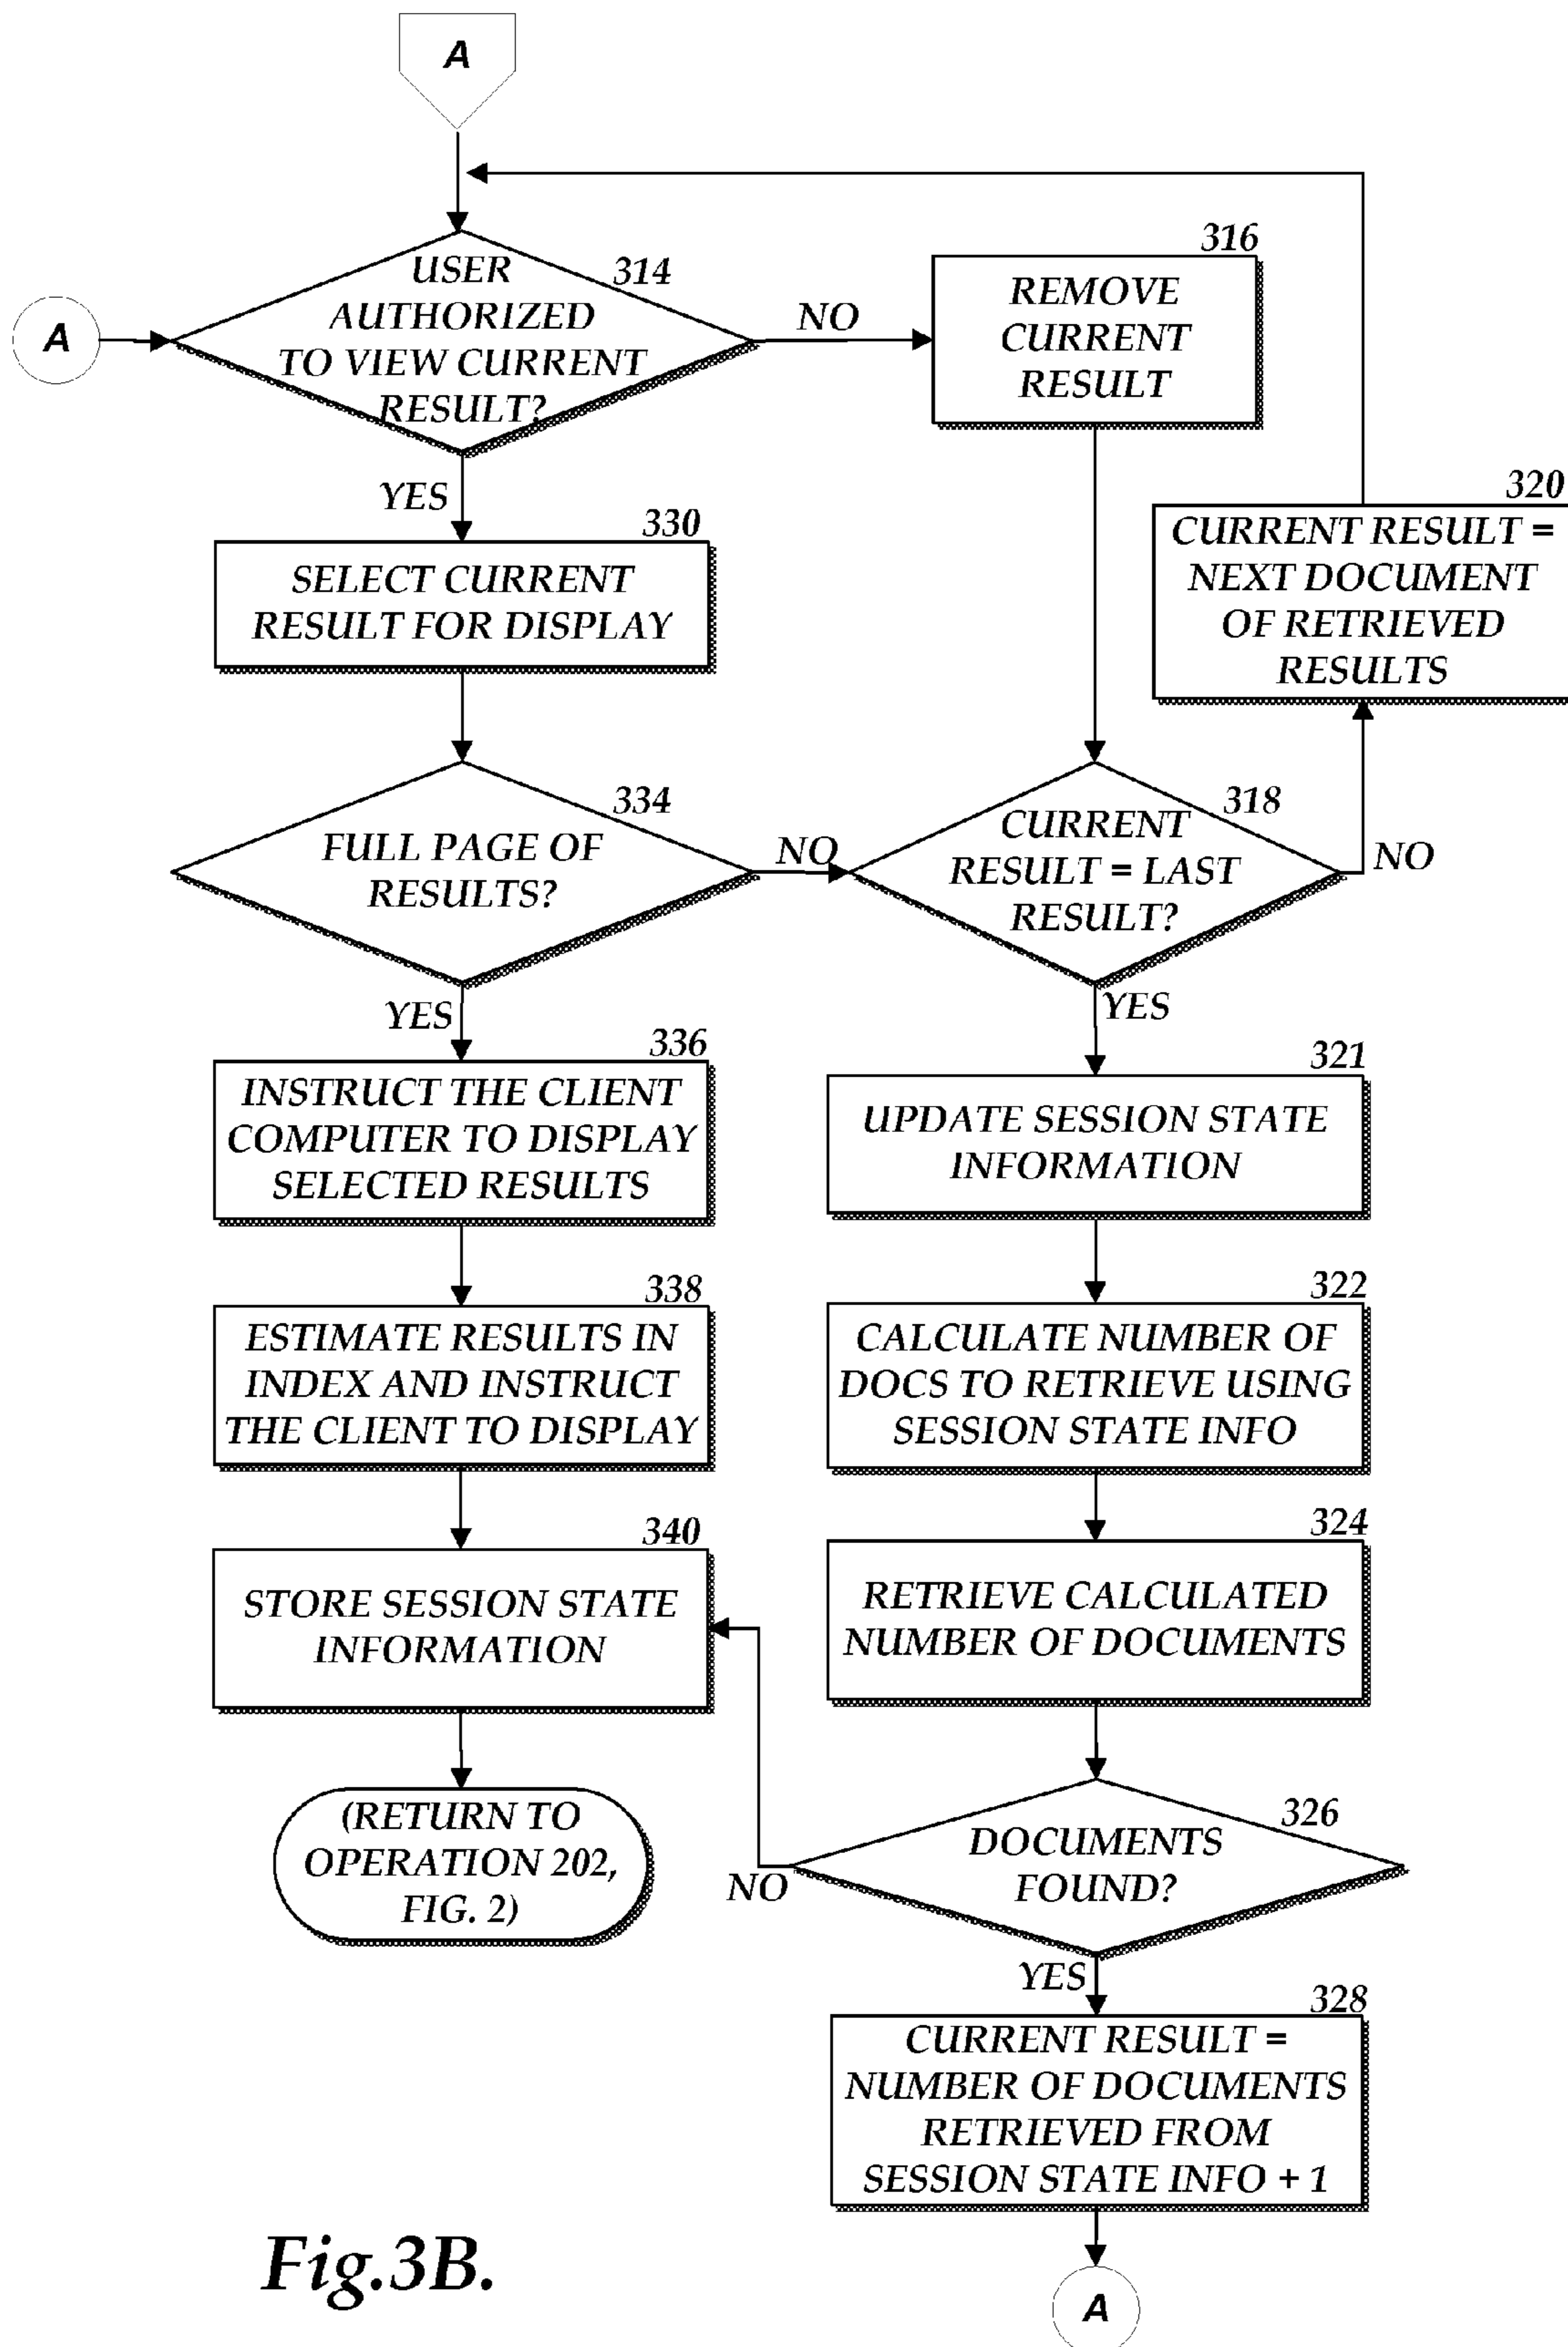 A
314
USER
AUTHORIZED
TO VIEW CURRENT
RESULT?
A
NO
316
REMOVE
CURRENT
RESULT
YES
320
CURRENT RESULT =
NEXT DOCUMENT
OF RETRIEVED
RESULTS
330
SELECT CURRENT
RESULT FOR DISPLAY
334
FULL PAGE OF
RESULTS?
NO
318
CURRENT
RESULT = LAST
RESULT?
NO
YES
YES
336
INSTRUCT THE CLIENT
COMPUTER TO DISPLAY
SELECTED RESULTS
321
UPDATE SESSION STATE
INFORMATION
338
ESTIMATE RESULTS IN
INDEX AND INSTRUCT
THE CLIENT TO DISPLAY
322
CALCULATE NUMBER OF
DOCS TO RETRIEVE USING
SESSION STATE INFO
340
STORE SESSION STATE
INFORMATION
324
RETRIEVE CALCULATED
NUMBER OF DOCUMENTS
(RETURN TO
OPERATION 202,
FIG. 2)
326
DOCUMENTS
FOUND?
NO
YES
328
CURRENT RESULT =
NUMBER OF DOCUMENTS
RETRIEVED FROM
SESSION STATE INFO + 1
Fig.3B.
A